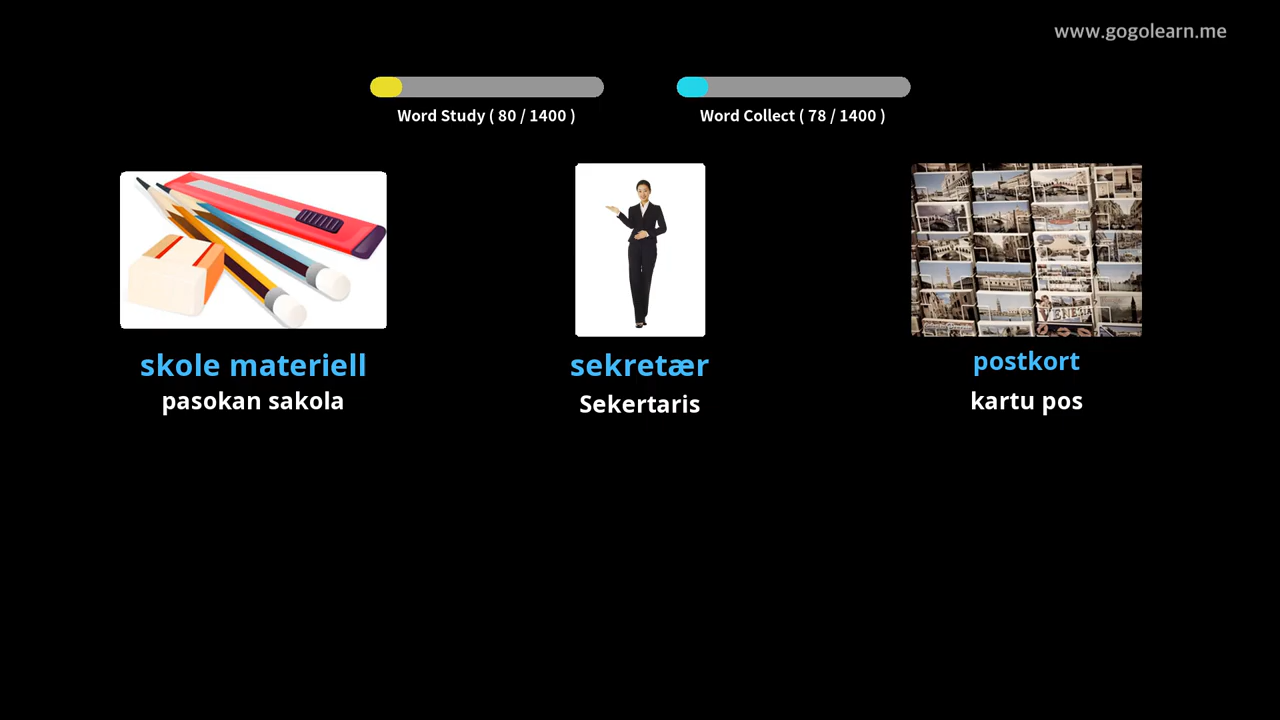 www.gogolearn.me
Word Study ( 80 / 1400 )
Word Collect ( 78 / 1400 )
VENEZIA
skole materiell
pasokan sakola
sekretær
Sekertaris
postkort
kartu pos